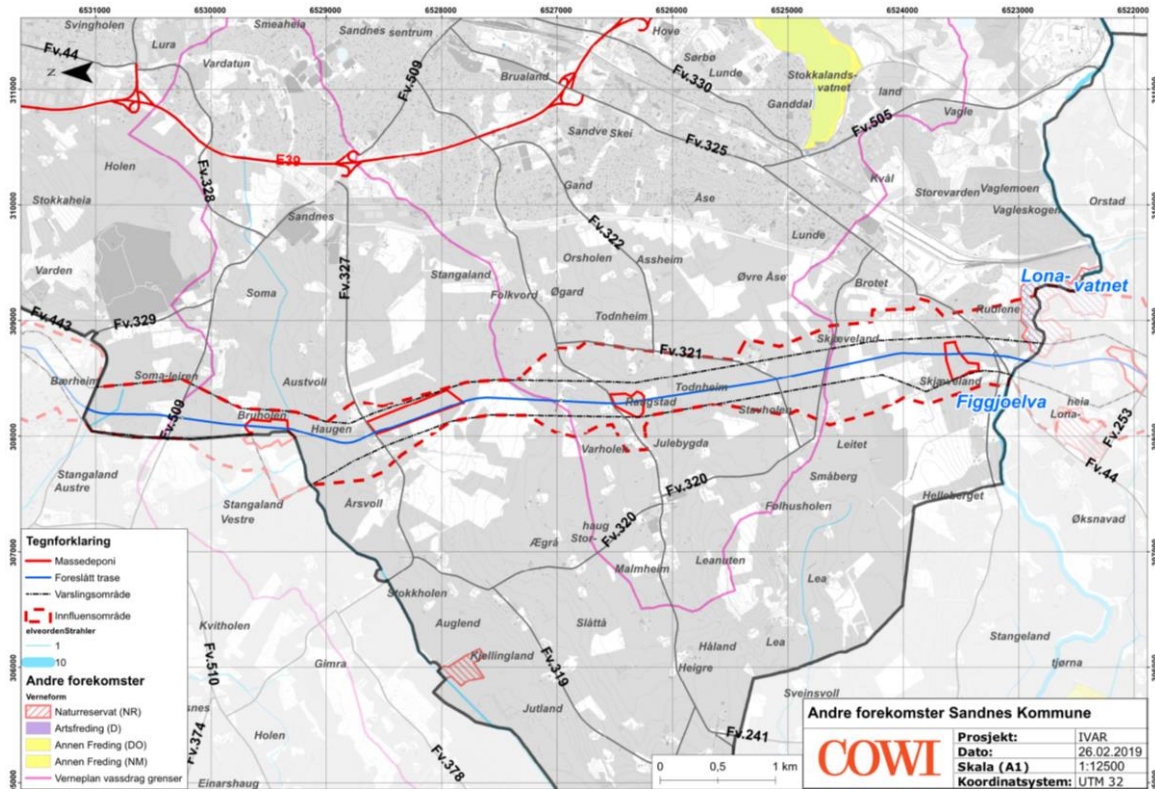 6531000 6530000 6529000 6528000 6527000 6526000 6525000 6524000 6523000 6522000
Svingholen
Smeaheia
Sandnes sentrum
Hove
Fv.44
Lura
Vardatun
Fv.509
Brualand
Fv.330
Sørbø
Lunde
Stokkalands-
vatnet
N
311000
Ganddal
land
Vagle
Fv.505
Sandve
Skei
Fv.325
E39
Holen
Fv.328
Gand
Kvål
Stokkaheia
Sandnes
Åse
Storevarden
Vaglemoen
Vagleskogen
Orstad
310000
Fv.322
Lunde
Varden
Soma
Fv.327
Stangaland
Orsholen
Assheim
Øvre Åse
Brotet
Lona-
vatnet
Folkvord
Øgard
Rublene
309000
Fv.443
Fv.329
Todnheim
Skjæveland
Fv.321
Bærheim
Soma-leiren
Austvoll
Todnheim
Skjæveland
Figgjoelva
heia
Lona-
Fv.253
Fv.509
Bruholen
Haugen
Raugstad
Stavholen
308000
Varholen
Julebygda
Leitet
Fv.44
Stangaland
Austre
Stangaland
Vestre
Årsvoll
Fv.320
Småberg
Folhusholen
Helleberget
Øksnavad
haug
Stor-
Fv.320
Ægrå
Malmheim
Leanuten
307000
Lea
Stokkholen
Kvitholen
Auglend
Slåttå
Stangeland
Fv.510
Gimra
Kjellingland
Håland
Lea
tjørna
306000
Heigre
Fv.319
Jutland
Sveinsvoll
Holen
Fv.374
Fv.241
Fv.378
Einarshaug
Tegnforklaring
Massedeponi
Foreslått trase
Varslingsområde
Innfluensområde
elveordenStrahler
1
10
Andre forekomster
Verneform
Naturreservat (NR)
Artsfreding (D)
Annen Freding (DO)
Annen Freding (NM)
Verneplan vassdrag grenser
0 0,5 1 km
Andre forekomster Sandnes Kommune
COWI
Prosjekt: IVAR
Dato: 26.02.2019
Skala (A1) 1:12500
Koordinatsystem: UTM 32